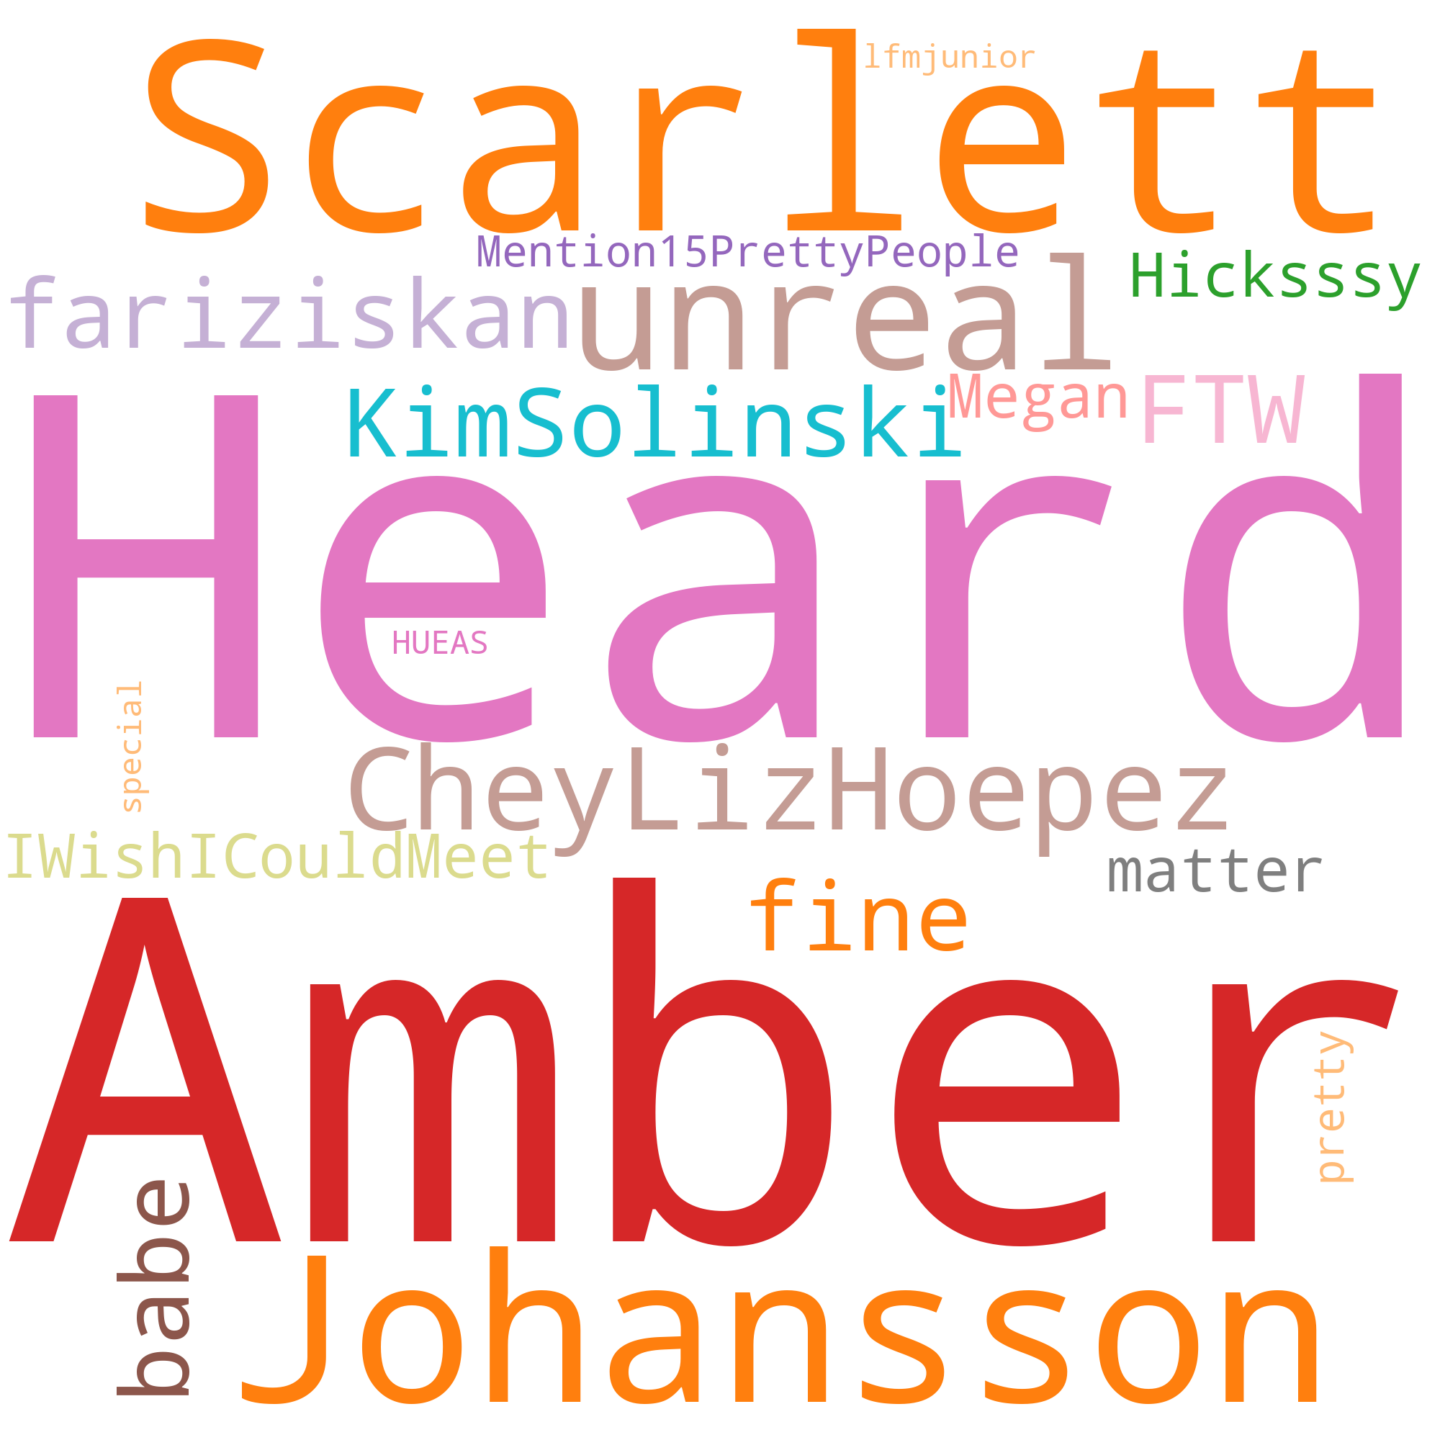 lfmjunior
Scarlett
Mention15PrettyPeople
Hicksssy
fariziskan
unreal
KimSolinski
Megan
FTW
Heard
HUEAS
special
CheyLizHoepez
IWishICouldMeet
matter
fine
Amber
pretty
babe
Johansson